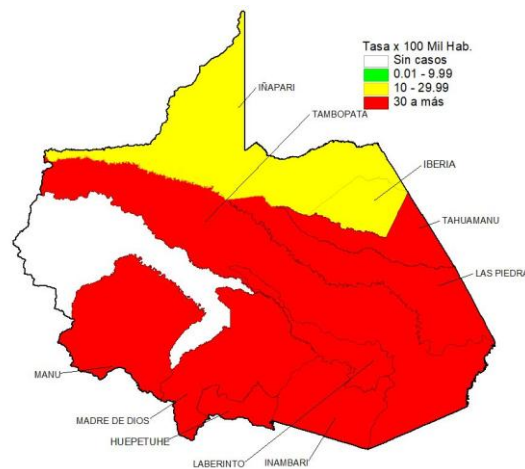 Tasa x 100 Mil Hab.
Sin casos
0.01 - 9.99
10 - 29.99
30 a más
IÑAPARI
TAMBOPATA
IBERIA
TAHUAMANU
LAS PIEDRA
MANU
MADRE DE DIOS
HUEPETUHE
LABERINTO
INAMBARI